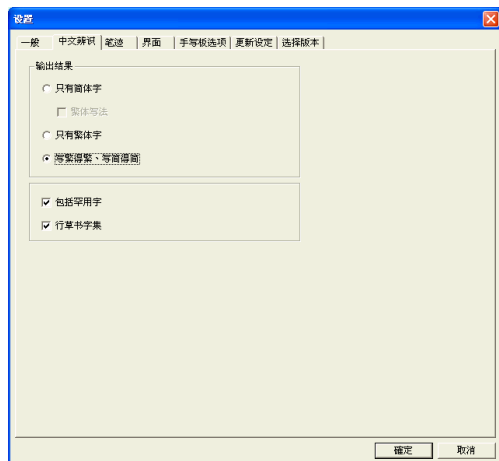 设置
一般 中文辨识 笔迹 界面 手写板选项 更新设定 选择版本
输出结果
只有简体字
繁体写法
只有繁体字
写繁得繁、写简得简
包括罕用字
行草书字集
確定 取消